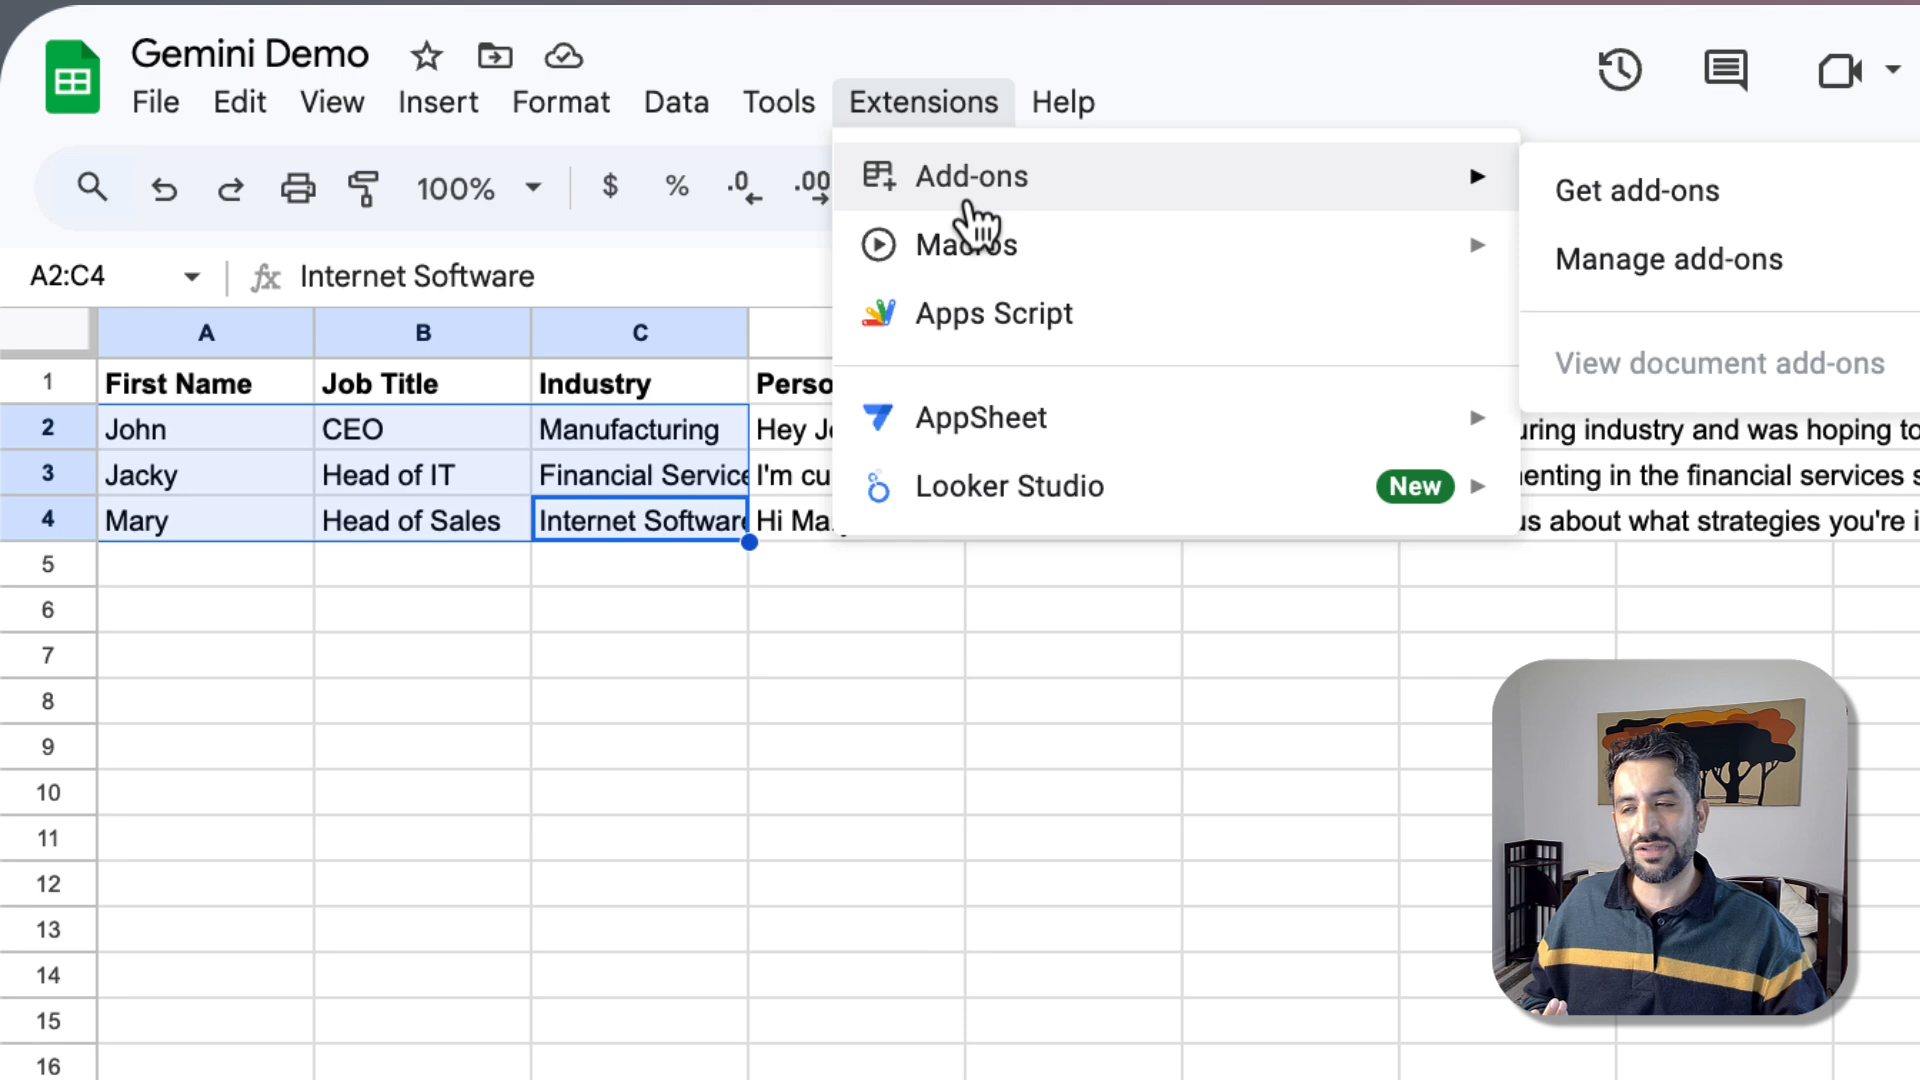 Gemini Demo
File Edit View Insert Format Data Tools Extensions Help
100% $ % .0 .00
A2:C4 fx Internet Software
Add-ons
Macros
Apps Script
AppSheet
Looker Studio New
Get add-ons
Manage add-ons
View document add-ons
A B C
1 First Name Job Title Industry Perso
2 John CEO Manufacturing Hey J uring industry and was hoping to
3 Jacky Head of IT Financial Service I'm cu enting in the financial services s
4 Mary Head of Sales Internet Software Hi Ma us about what strategies you're i
5
6
7
8
9
10
11
12
13
14
15
16